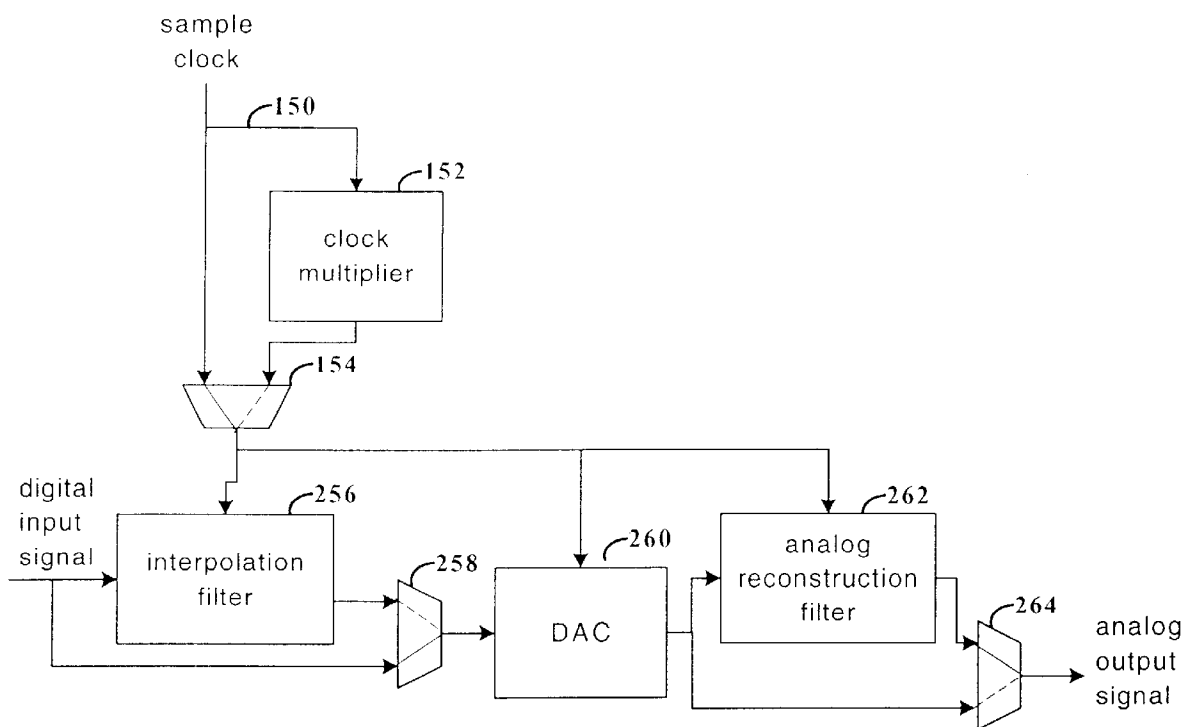 sample
clock
150
152
clock
multiplier
154
digital
input
signal
256
interpolation
filter
258
260
DAC
262
analog
reconstruction
filter
264
analog
output
signal